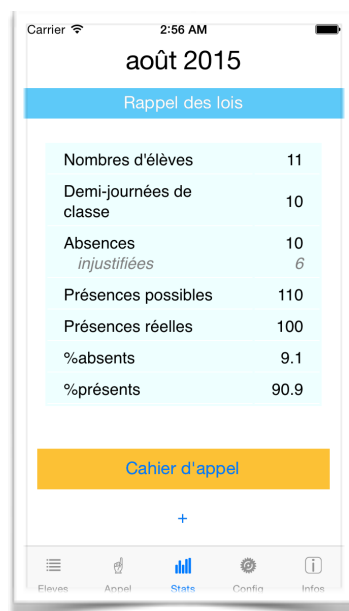 Carrier 2:56 AM
août 2015
Rappel des lois
Nombres d'élèves 11
Demi-journées de
classe 10
Absences 10
injustifiées 6
Présences possibles 110
Présences réelles 100
%absents 9.1
%présents 90.9
Cahier d'appel
+
Eleves Appel Stats Config Infos